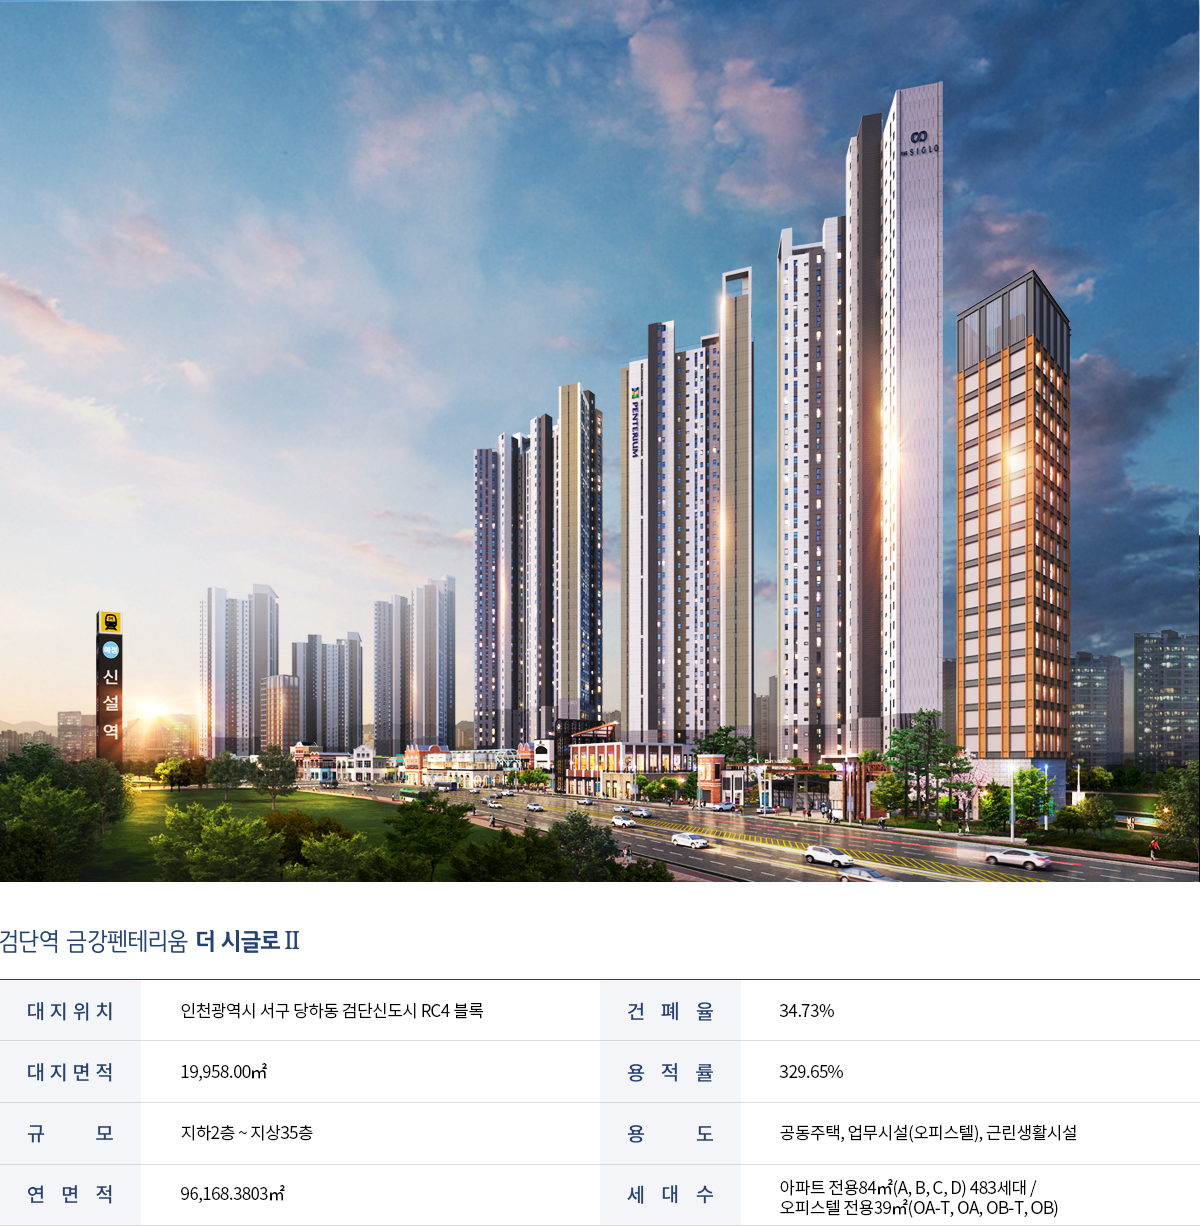 THE SIGLO
PENTERIUM
예정
신설역
검단역 금강펜테리움 더 시글로Ⅱ
대지위치 인천광역시 서구 당하동 검단신도시 RC4 블록
건폐율 34.73%
대지면적 19,958.00㎡
용적률 329.65%
규모 지하2층 ~ 지상35층
용도 공동주택, 업무시설(오피스텔), 근린생활시설
연면적 96,168.3803㎡
세대수 아파트 전용84㎡(A, B, C, D) 483세대 /
오피스텔 전용39㎡(OA-T, OA, OB-T, OB)